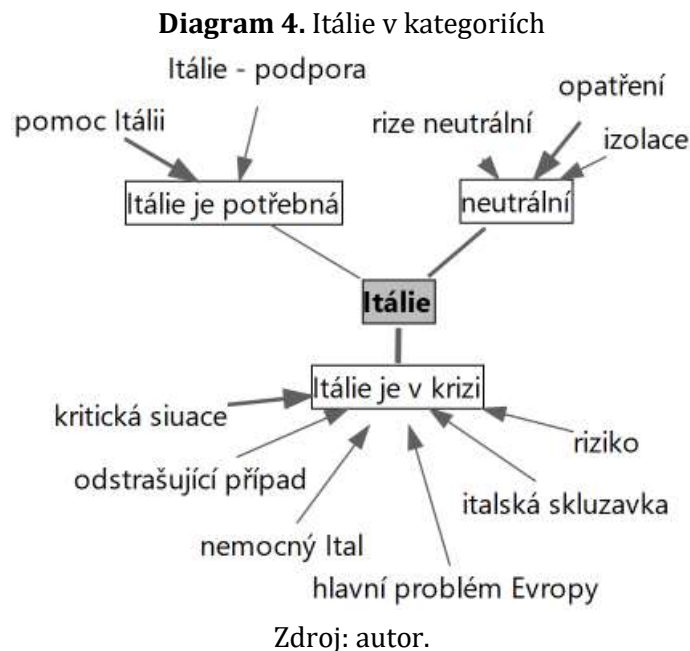 Diagram 4. Itálie v kategoriích
Itálie - podpora
opatření
pomoc Itálii
rize neutrální
izolace
Itálie je potřebná
neutrální
Itálie
Itálie je v krizi
kritická siuace
riziko
odstrašující případ
italská skluzavka
nemocný Ital
hlavní problém Evropy
Zdroj: autor.